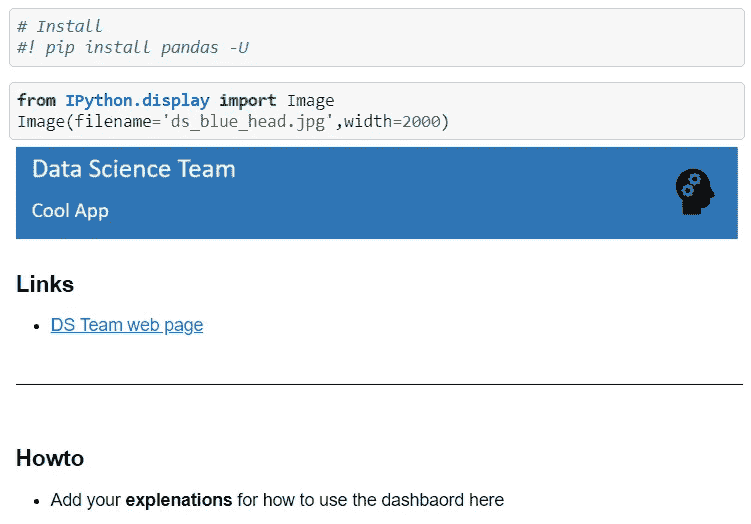 # Install
#! pip install pandas -U
from IPython.display import Image
Image(filename='ds_blue_head.jpg',width=2000)
Data Science Team
Cool App
Links
• DS Team web page
Howto
• Add your explenations for how to use the dashbaord here